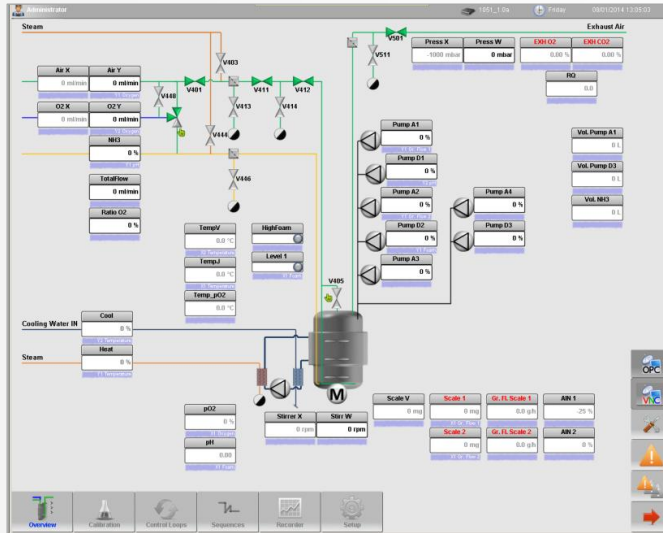 Administrator
1851_1.0a
Friday
08/01/2014 13:05:03
Steam
Exhaust Air
V403
V501
V511
Press X
-1000 mbar
Press W
0 mbar
EXH O2
0.00 %
EXH CO2
0.00 %
RQ
0.0
Air X
0 ml/min
Air Y
0 ml/min
V440
V401
V411
V412
O2 X
0 ml/min
O2 Y
0 ml/min
V413
V414
V444
NH3
0 %
V446
TotalFlow
0 ml/min
Ratio O2
0 %
Pump A1
0 %
Pump D1
0 %
Pump A2
0 %
Pump D2
0 %
Pump A3
0 %
Pump A4
0 %
Pump D3
0 %
Vol. Pump A1
0 L
Vol. Pump D3
0 L
Vol. NH3
0 L
TempV
0.0 °C
TempJ
0.0 °C
Temp_pO2
0.0 °C
HighFoam
Level 1
V405
Cooling Water IN
Cool
0 %
Steam
Heat
0 %
M
pO2
0 %
pH
0.00
Stirrer X
0 rpm
Stirr W
0 rpm
Scale V
0 mg
Scale 1
0 mg
Gr. Fl. Scale 1
0.0 g/h
AIN 1
-25 %
Scale 2
0 mg
Gr. Fl. Scale 2
0.0 g/h
AIN 2
0 %
OPC
VNC
Overview
Calibration
Control Loops
Sequences
Recorder
Setup